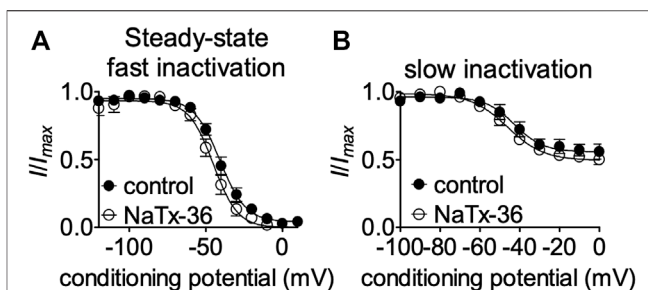 A
Steady-state
fast inactivation
I/Imax
1.0
0.5
0.0
control
NaTx-36
-100
-50
0
conditioning potential (mV)
B
slow inactivation
I/Imax
1.0
0.5
0.0
control
NaTx-36
-100
-80
-60
-40
-20
0
conditioning potential (mV)